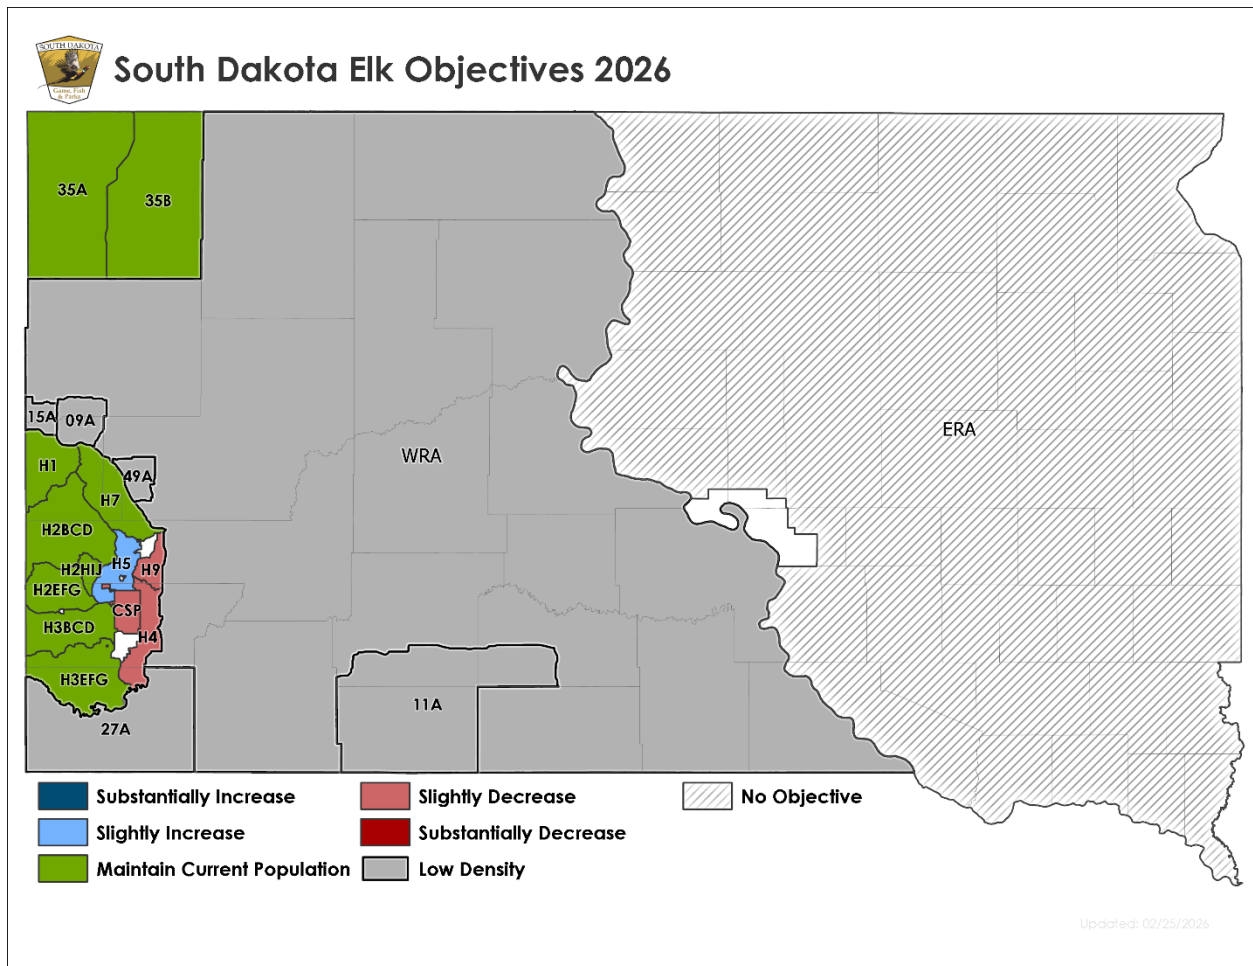 SOUTH DAKOTA
Game, Fish
& Parks
South Dakota Elk Objectives 2026
35A
35B
15A
09A
H1
49A
H7
WRA
ERA
H2BCD
H5
H2HIJ
H9
H2EFG
CSP
H3BCD
H4
H3EFG
11A
27A
Substantially Increase
Slightly Decrease
No Objective
Slightly Increase
Substantially Decrease
Maintain Current Population
Low Density
Updated: 02/25/2026